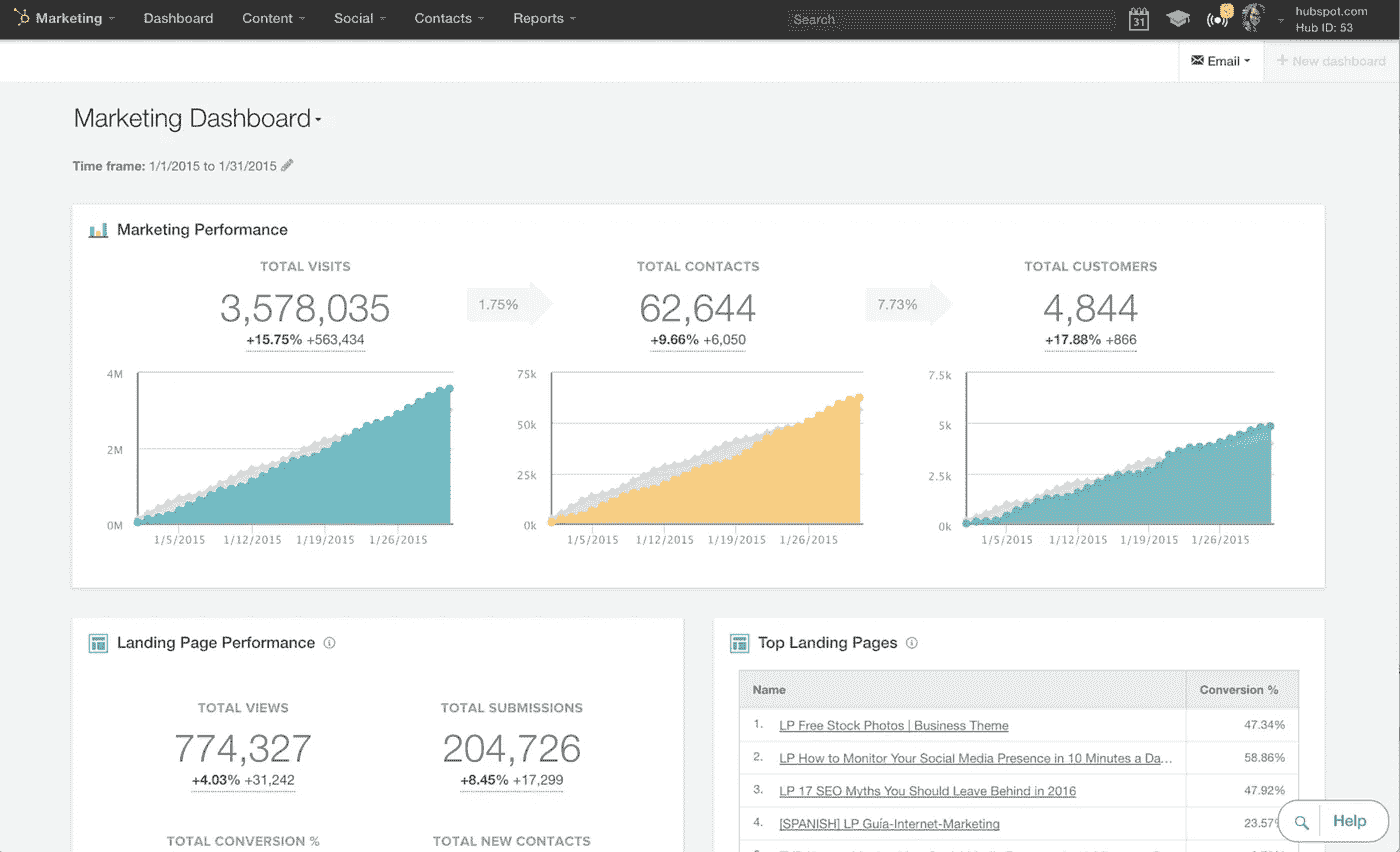 Marketing Dashboard Content Social Contacts Reports Search 31 3 hubspot.com
Hub ID: 53
Email + New dashboard
Marketing Dashboard
Time frame: 1/1/2015 to 1/31/2015
Marketing Performance
TOTAL VISITS
3,578,035
+15.75% +563,434
1.75%
TOTAL CONTACTS
62,644
+9.66% +6,050
7.73%
TOTAL CUSTOMERS
4,844
+17.88% +866
4M
2M
0M
1/5/2015 1/12/2015 1/19/2015 1/26/2015
75k
50k
25k
0k
1/5/2015 1/12/2015 1/19/2015 1/26/2015
7.5k
5k
2.5k
0k
1/5/2015 1/12/2015 1/19/2015 1/26/2015
Landing Page Performance
TOTAL VIEWS
774,327
+4.03% +31,242
TOTAL SUBMISSIONS
204,726
+8.45% +17,299
TOTAL CONVERSION %
TOTAL NEW CONTACTS
Top Landing Pages
Name Conversion %
1. LP Free Stock Photos | Business Theme 47.34%
2. LP How to Monitor Your Social Media Presence in 10 Minutes a Da... 58.86%
3. LP 17 SEO Myths You Should Leave Behind in 2016 47.92%
4. [SPANISH] LP Guía-Internet-Marketing 23.57%
Help